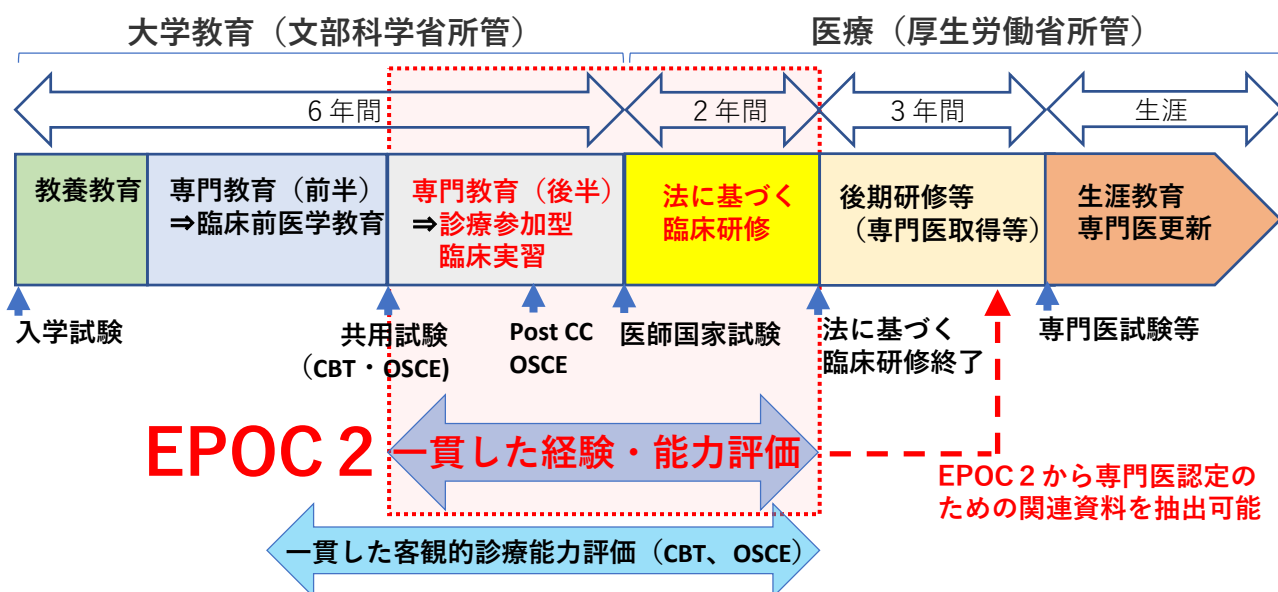 大学教育（文部科学省所管）
医療（厚生労働省所管）
6年間
2年間
3年間
生涯
教養教育
専門教育（前半）
⇒臨床前医学教育
専門教育（後半）
⇒診療参加型
臨床実習
法に基づく
臨床研修
後期研修等
（専門医取得等）
生涯教育
専門医更新
入学試験
共用試験
（CBT・OSCE)
Post CC
OSCE
医師国家試験
法に基づく
臨床研修終了
専門医試験等
EPOC２
一貫した経験・能力評価
EPOC２から専門医認定の
ための関連資料を抽出可能
一貫した客観的診療能力評価（CBT、OSCE）